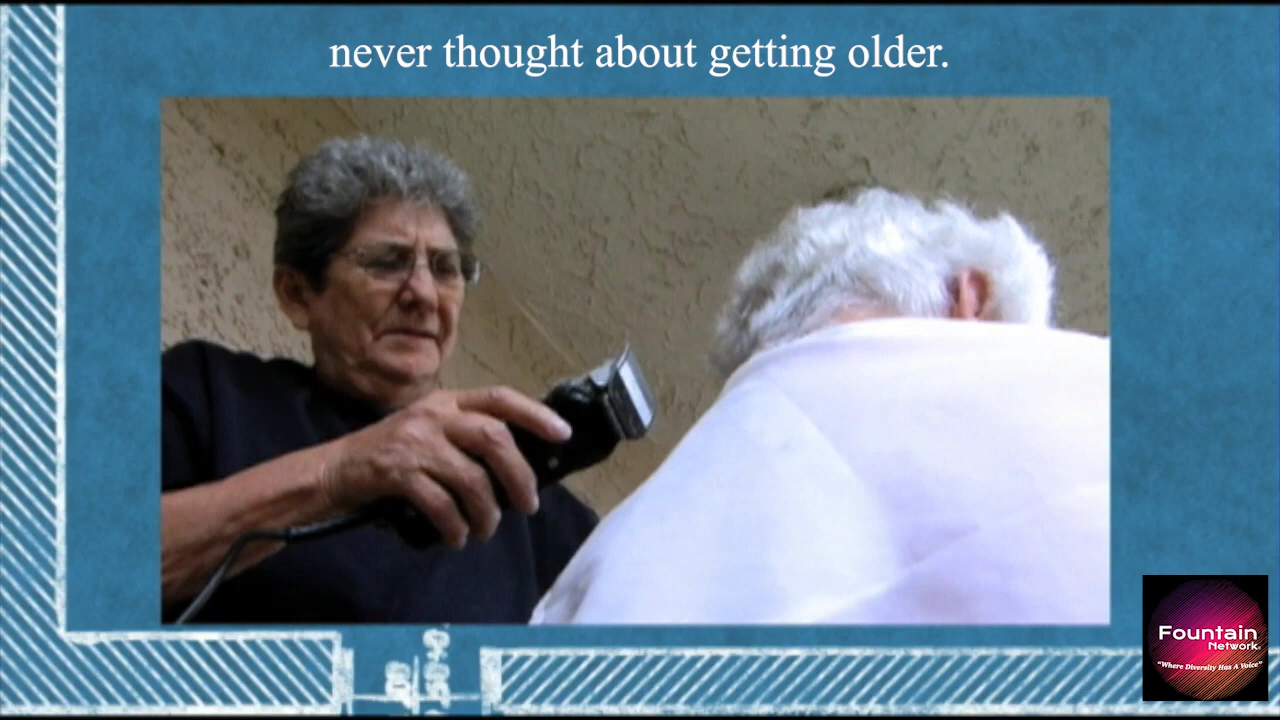 never thought about getting older.
Fountain
Network.
"Where Diversity Has A Voice"